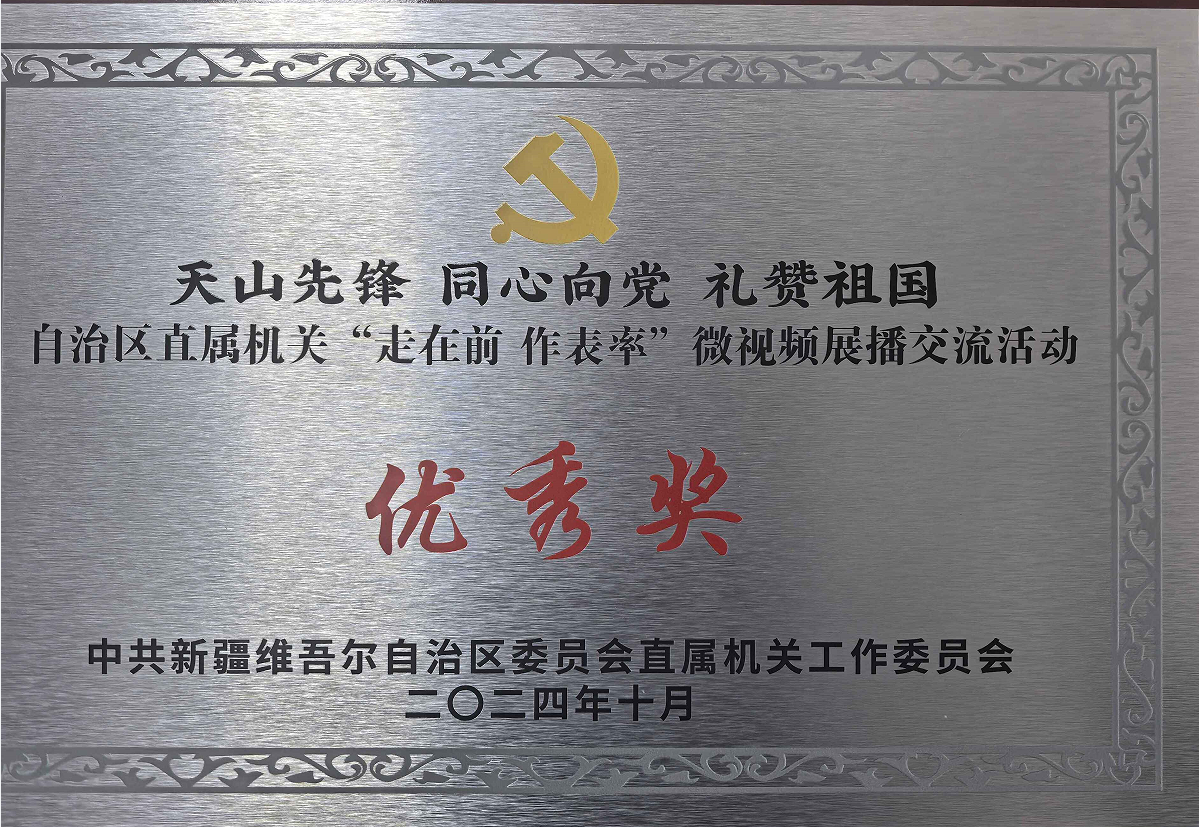 天山先锋 同心向党 礼赞祖国
自治区直属机关“走在前 作表率”微视频展播交流活动
优秀奖
中共新疆维吾尔自治区委员会直属机关工作委员会
二〇二四年十月